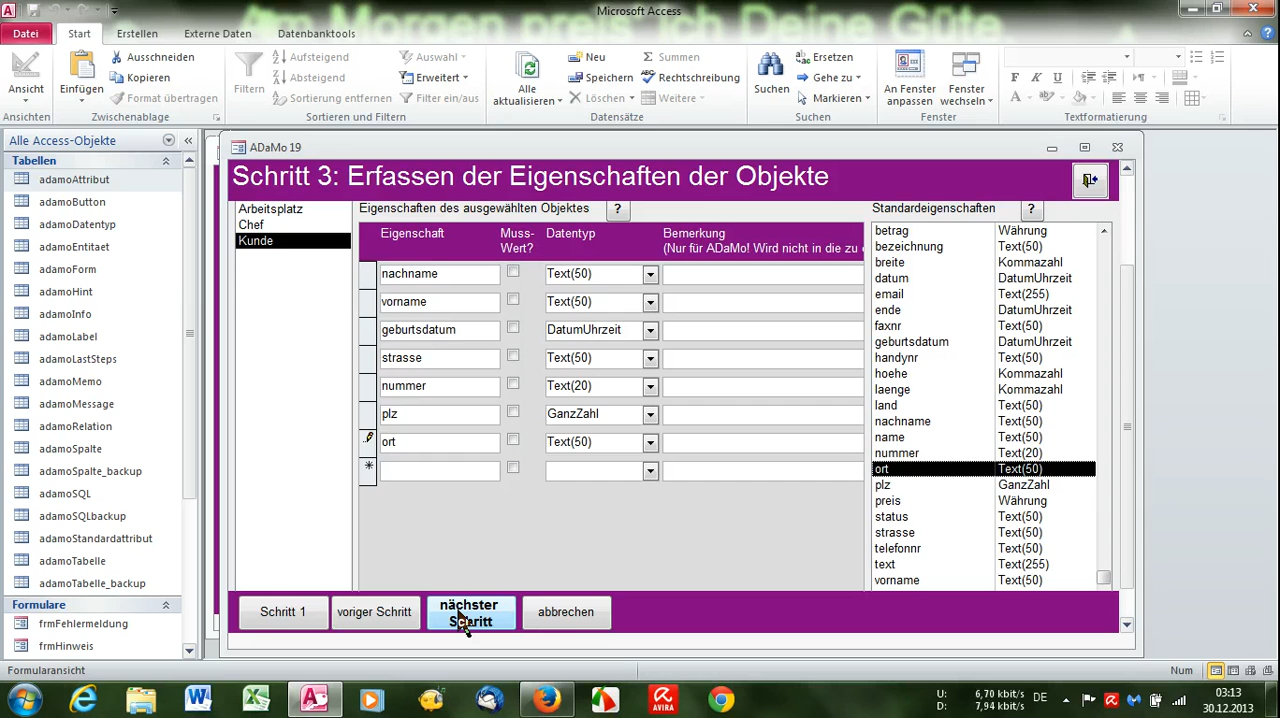 Microsoft Access
Datei Start Erstellen Externe Daten Datenbanktools
Ansicht
Ansichten
Einfügen
Ausschneiden
Kopieren
Format übertragen
Zwischenablage
Filtern
Aufsteigend
Absteigend
Sortierung entfernen
Auswahl
Erweitert
Filter ein/aus
Sortieren und Filtern
Alle
aktualisieren
Neu
Speichern
Löschen
Summen
Rechtschreibung
Weitere
Datensätze
Suchen
Ersetzen
Gehe zu
Markieren
Suchen
An Fenster
anpassen
Fenster
wechseln
Fenster
F K U
A
Textformatierung
Alle Access-Objekte
Tabellen
adamoAttribut
adamoButton
adamoDatentyp
adamoEntitaet
adamoForm
adamoHint
adamoInfo
adamoLabel
adamoLastSteps
adamoMemo
adamoMessage
adamoRelation
adamoSpalte
adamoSpalte_backup
adamoSQL
adamoSQLbackup
adamoStandardattribut
adamoTabelle
adamoTabelle_backup
Formulare
frmFehlermeldung
frmHinweis
ADaMo 19
Schritt 3: Erfassen der Eigenschaften der Objekte
Arbeitsplatz
Chef
Kunde
Eigenschaften des ausgewählten Objektes ?
Eigenschaft Muss-Wert? Datentyp Bemerkung
(Nur für ADaMo! Wird nicht in die zu
nachname Text(50)
vorname Text(50)
geburtsdatum DatumUhrzeit
strasse Text(50)
nummer Text(20)
plz GanzZahl
ort Text(50)
Standardeigenschaften ?
betrag Währung
bezeichnung Text(50)
breite Kommazahl
datum DatumUhrzeit
email Text(255)
ende DatumUhrzeit
faxnr Text(50)
geburtsdatum DatumUhrzeit
handynr Text(50)
hoehe Kommazahl
laenge Kommazahl
land Text(50)
nachname Text(50)
name Text(50)
nummer Text(20)
ort Text(50)
plz GanzZahl
preis Währung
status Text(50)
strasse Text(50)
telefonnr Text(50)
text Text(255)
vorname Text(50)
Schritt 1 voriger Schritt nächster Schritt abbrechen
Formularansicht Num
U: 6,70 kbit/s
D: 7,94 kbit/s
DE
AVIRA
03:13
30.12.2013